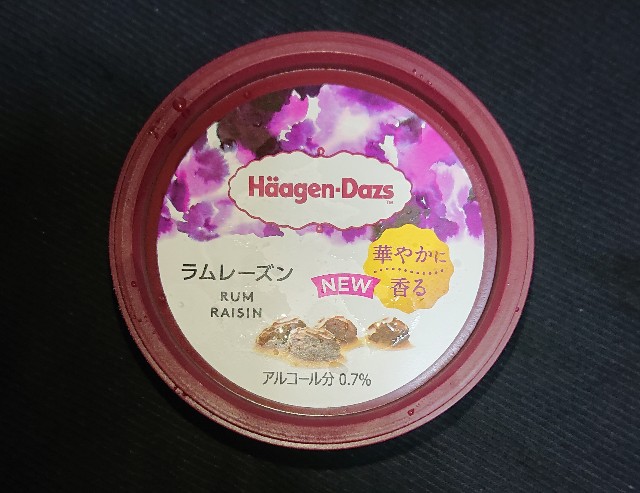 Häagen-Dazs™
ラムレーズン
RUM
RAISIN
NEW
華やかに
香る
アルコール分 0.7%